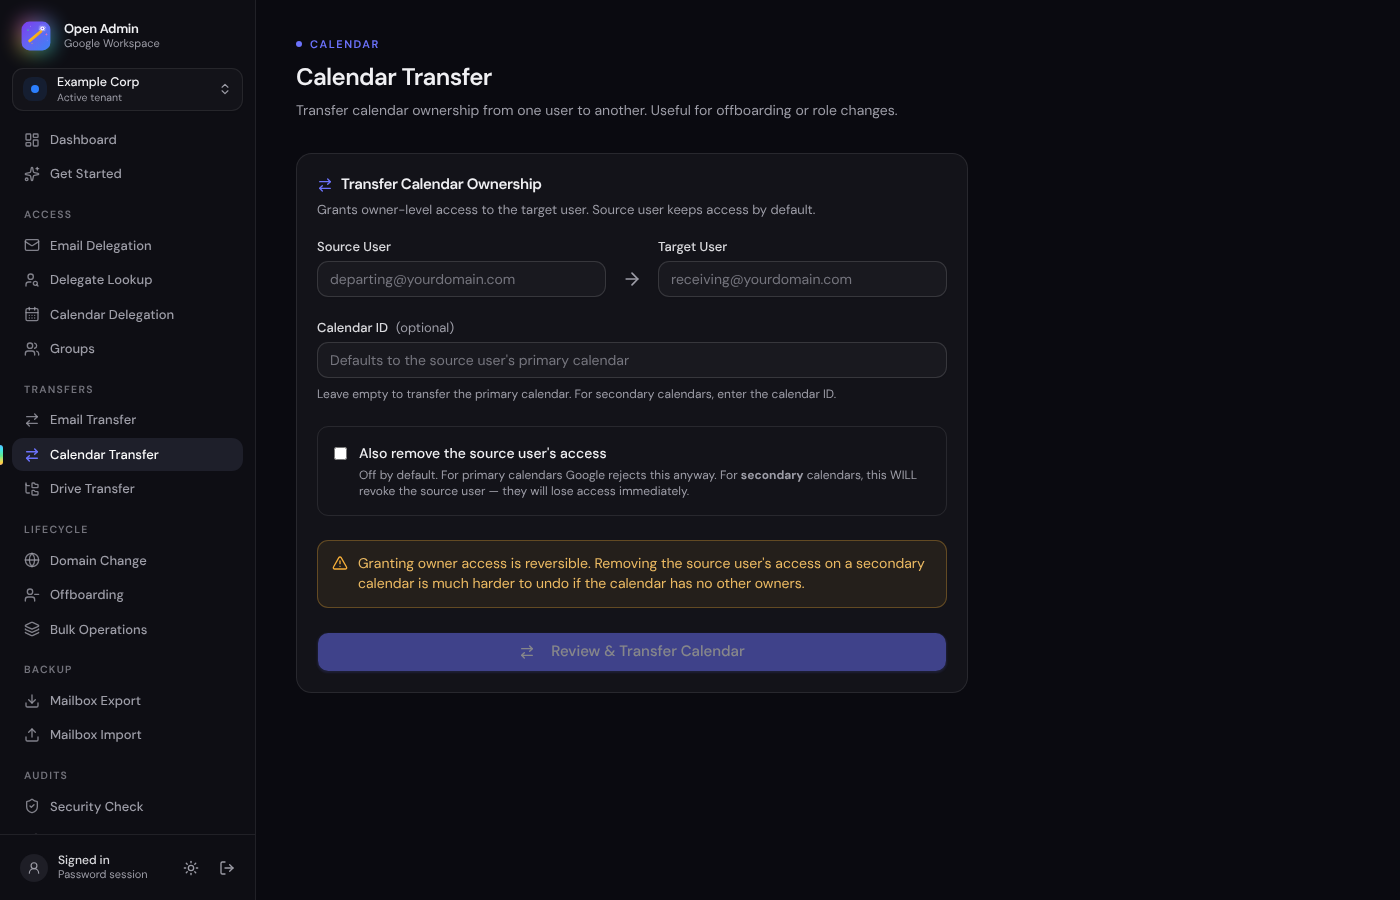 Open Admin
Google Workspace
Example Corp
Active tenant
Dashboard
Get Started
ACCESS
Email Delegation
Delegate Lookup
Calendar Delegation
Groups
TRANSFERS
Email Transfer
Calendar Transfer
Drive Transfer
LIFECYCLE
Domain Change
Offboarding
Bulk Operations
BACKUP
Mailbox Export
Mailbox Import
AUDITS
Security Check
Signed in
Password session
CALENDAR
Calendar Transfer
Transfer calendar ownership from one user to another. Useful for offboarding or role changes.
Transfer Calendar Ownership
Grants owner-level access to the target user. Source user keeps access by default.
Source User
Target User
departing@yourdomain.com
receiving@yourdomain.com
Calendar ID (optional)
Defaults to the source user's primary calendar
Leave empty to transfer the primary calendar. For secondary calendars, enter the calendar ID.
Also remove the source user's access
Off by default. For primary calendars Google rejects this anyway. For secondary calendars, this WILL
revoke the source user — they will lose access immediately.
Granting owner access is reversible. Removing the source user's access on a secondary
calendar is much harder to undo if the calendar has no other owners.
Review & Transfer Calendar